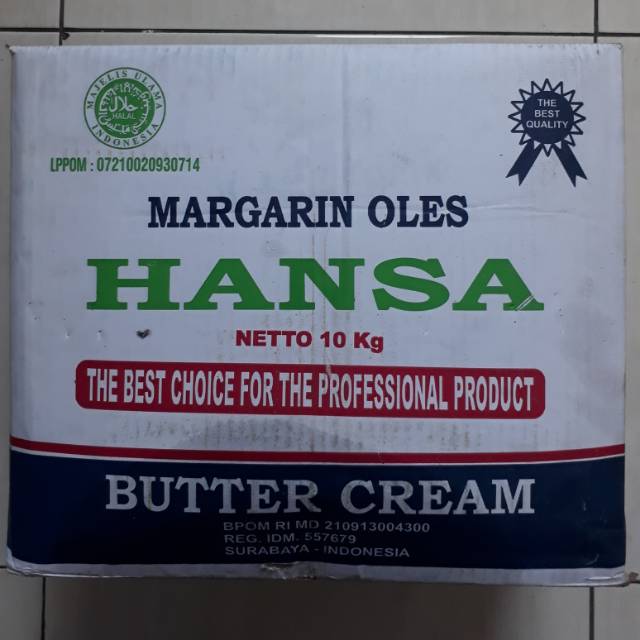 MAJELIS ULAMA
حلال
HALAL
INDONESIA
LPPOM : 07210020930714
THE
BEST
QUALITY
MARGARIN OLES
HANSA
NETTO 10 Kg
THE BEST CHOICE FOR THE PROFESSIONAL PRODUCT
BUTTER CREAM
BPOM RI MD 210913004300
REG. IDM. 557679
SURABAYA - INDONESIA